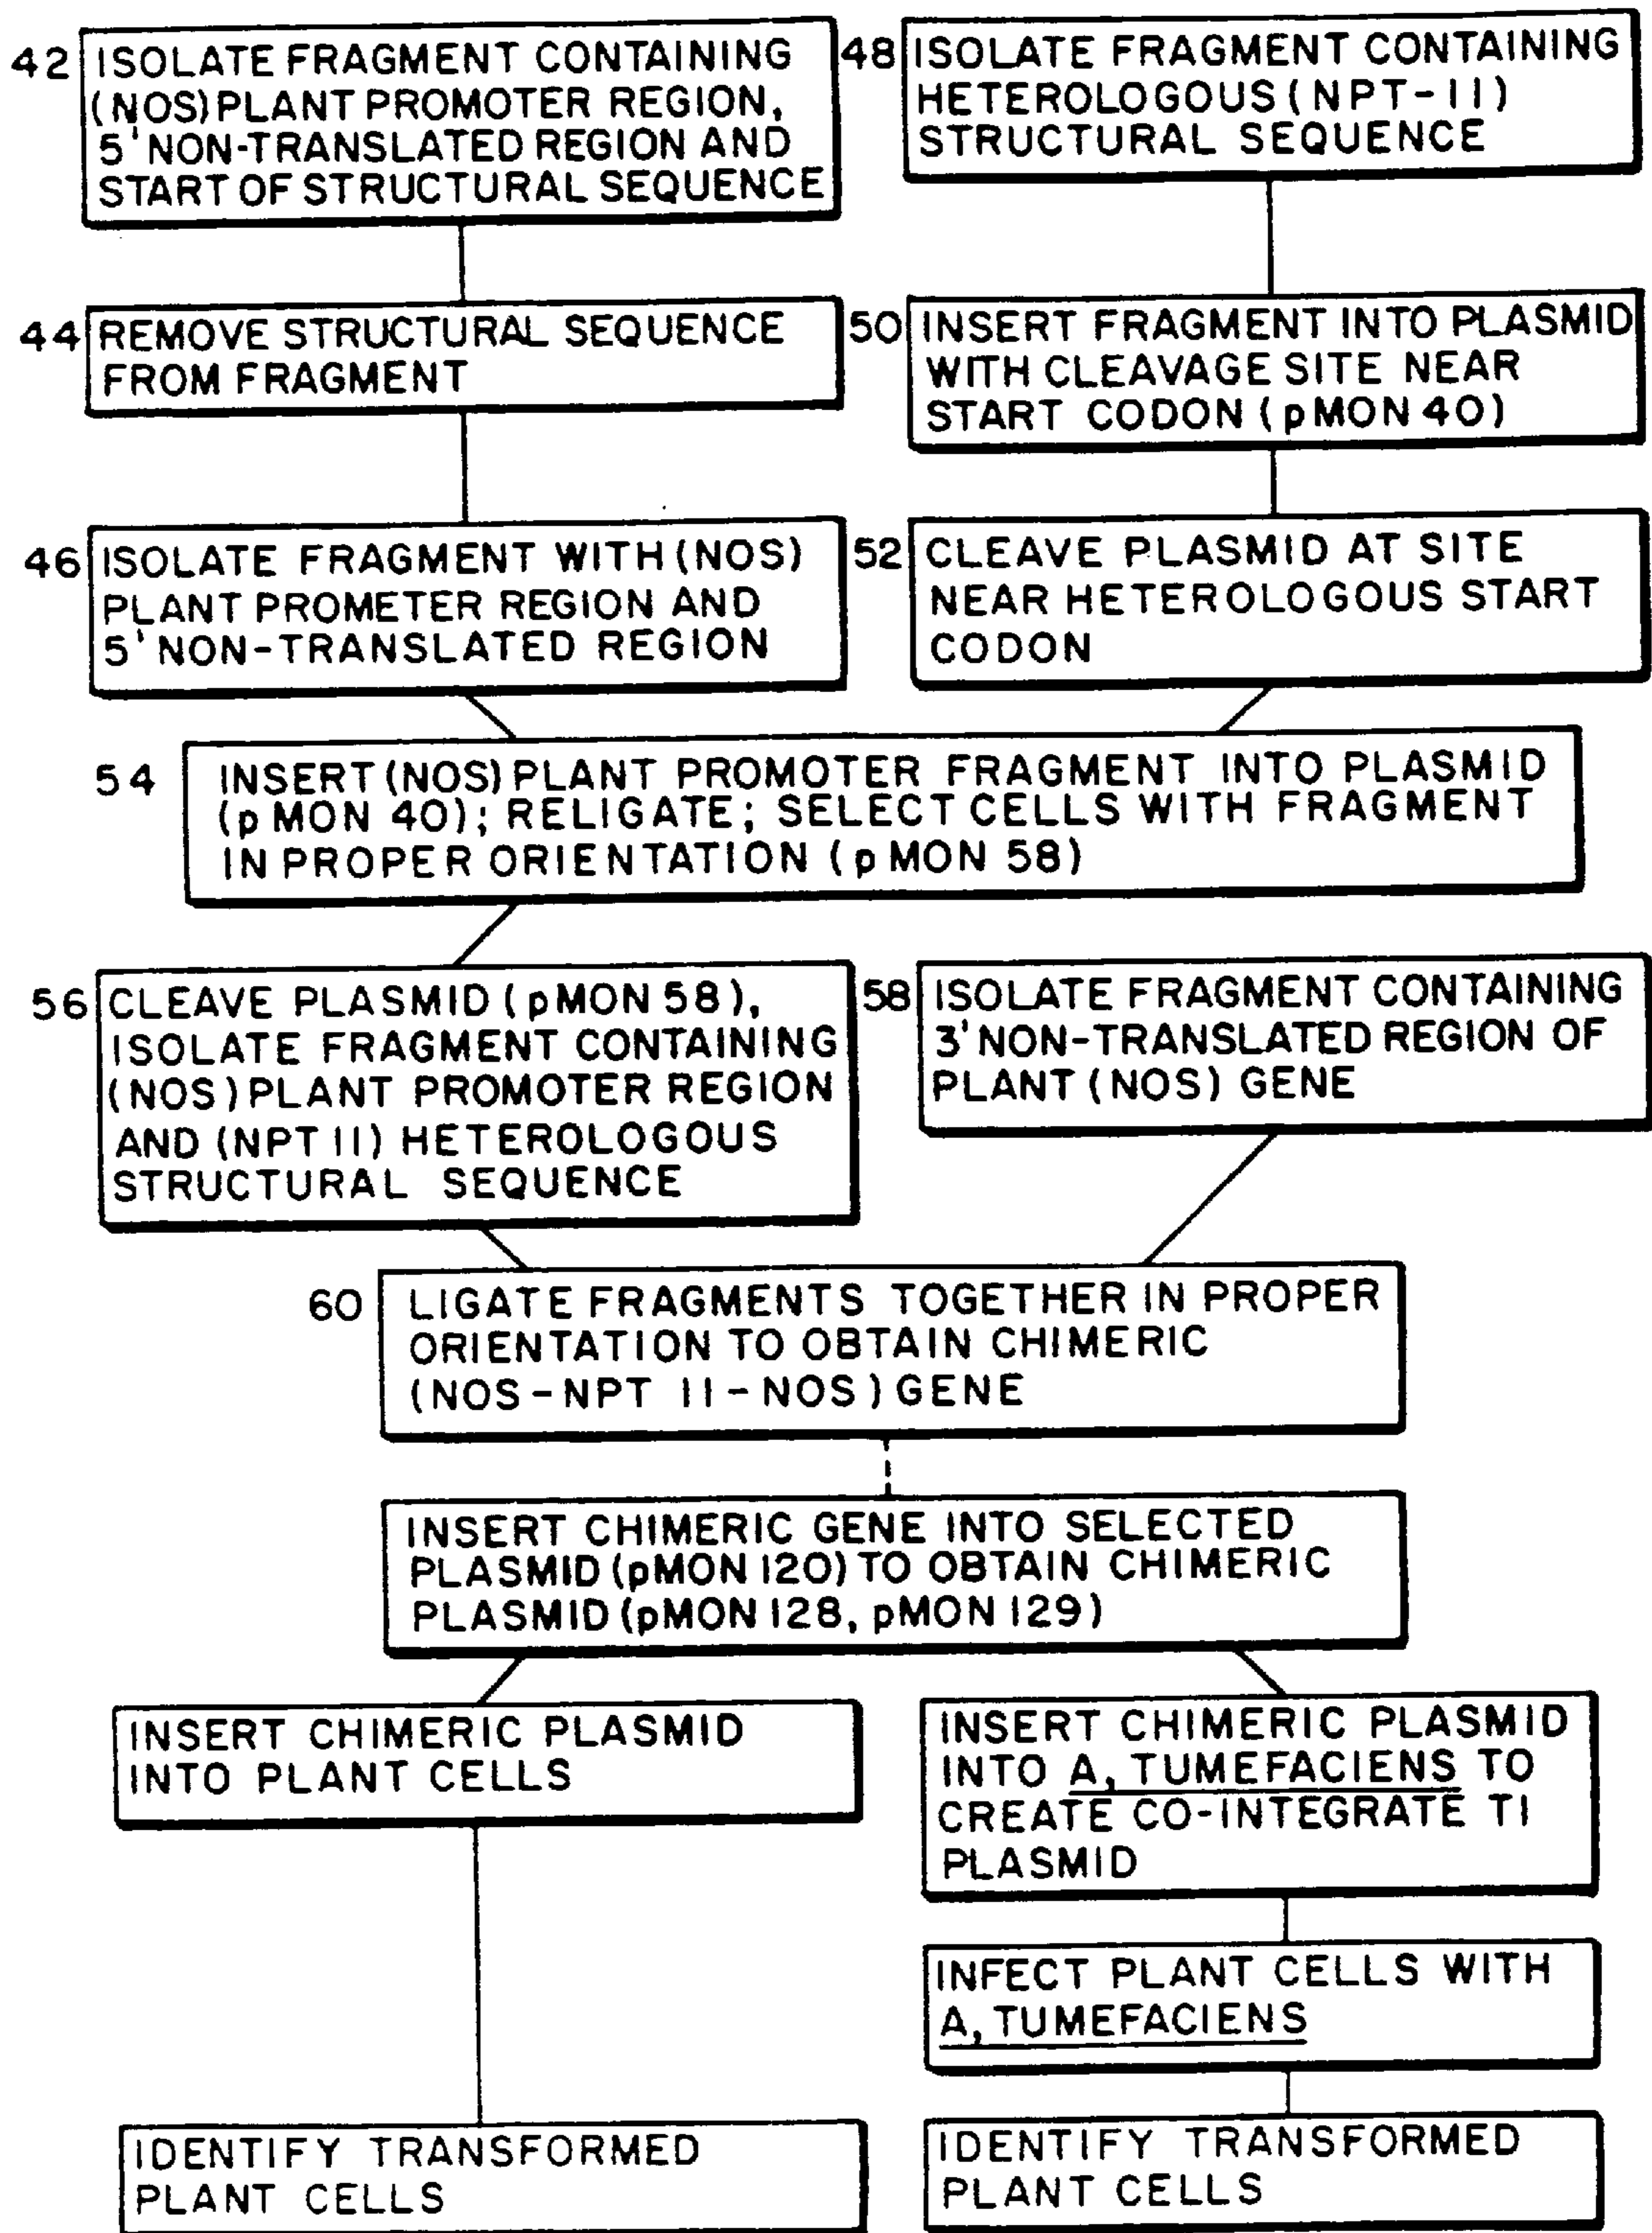 42 ISOLATE FRAGMENT CONTAINING
(NOS) PLANT PROMOTER REGION,
5' NON-TRANSLATED REGION AND
START OF STRUCTURAL SEQUENCE
48 ISOLATE FRAGMENT CONTAINING
HETEROLOGOUS (NPT-II)
STRUCTURAL SEQUENCE
44 REMOVE STRUCTURAL SEQUENCE
FROM FRAGMENT
50 INSERT FRAGMENT INTO PLASMID
WITH CLEAVAGE SITE NEAR
START CODON (pMON 40)
46 ISOLATE FRAGMENT WITH (NOS)
PLANT PROMETER REGION AND
5' NON-TRANSLATED REGION
52 CLEAVE PLASMID AT SITE
NEAR HETEROLOGOUS START
CODON
54 INSERT (NOS) PLANT PROMOTER FRAGMENT INTO PLASMID
(pMON 40); RELIGATE; SELECT CELLS WITH FRAGMENT
IN PROPER ORIENTATION (pMON 58)
56 CLEAVE PLASMID (pMON 58),
ISOLATE FRAGMENT CONTAINING
(NOS) PLANT PROMOTER REGION
AND (NPT II) HETEROLOGOUS
STRUCTURAL SEQUENCE
58 ISOLATE FRAGMENT CONTAINING
3' NON-TRANSLATED REGION OF
PLANT (NOS) GENE
60 LIGATE FRAGMENTS TOGETHER IN PROPER
ORIENTATION TO OBTAIN CHIMERIC
(NOS-NPT II-NOS) GENE
INSERT CHIMERIC GENE INTO SELECTED
PLASMID (pMON 120) TO OBTAIN CHIMERIC
PLASMID (pMON 128, pMON 129)
INSERT CHIMERIC PLASMID
INTO PLANT CELLS
INSERT CHIMERIC PLASMID
INTO A, TUMEFACIENS TO
CREATE CO-INTEGRATE TI
PLASMID
INFECT PLANT CELLS WITH
A, TUMEFACIENS
IDENTIFY TRANSFORMED
PLANT CELLS
IDENTIFY TRANSFORMED
PLANT CELLS